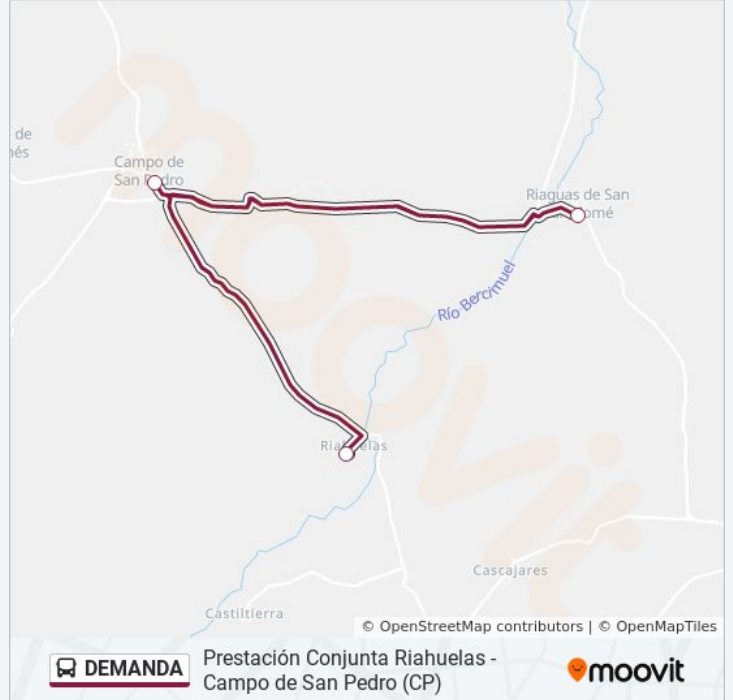 de
és
Campo de
San Pedro
Riaguas de San
omé
Río Bercimuel
Riahuelas
Cascajares
Castiltierra
© OpenStreetMap contributors | © OpenMapTiles
DEMANDA
Prestación Conjunta Riahuelas -
Campo de San Pedro (CP)
moovit
moovit